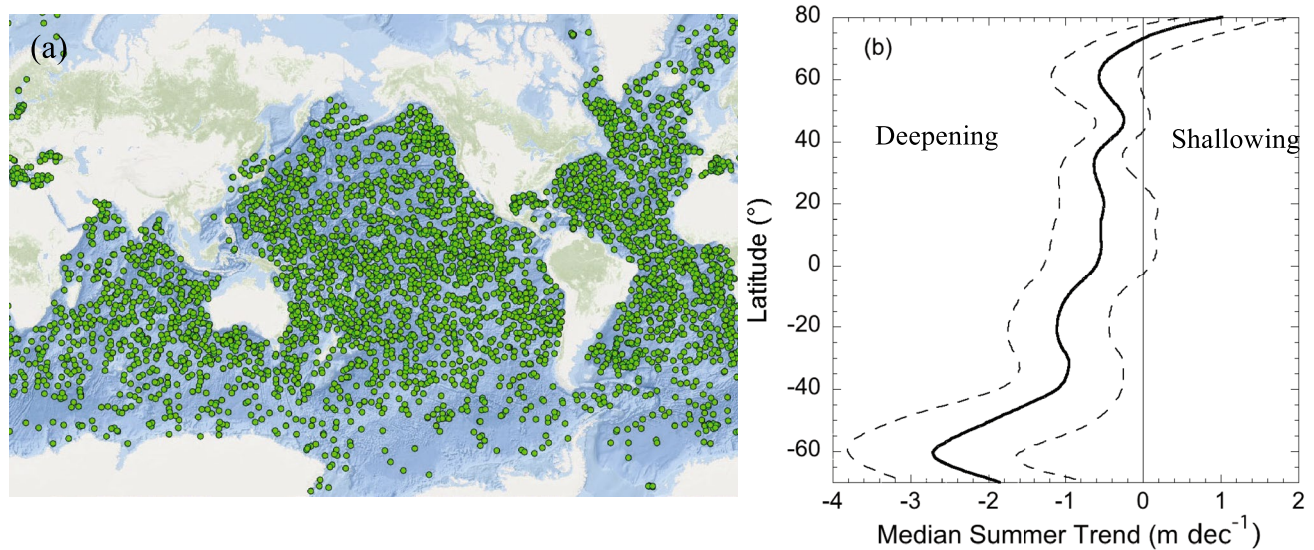 (a)
(b)
Deepening
Shallowing
80
60
40
20
0
-20
-40
-60
Latitude (°)
-4 -3 -2 -1 0 1 2
Median Summer Trend (m dec⁻¹)